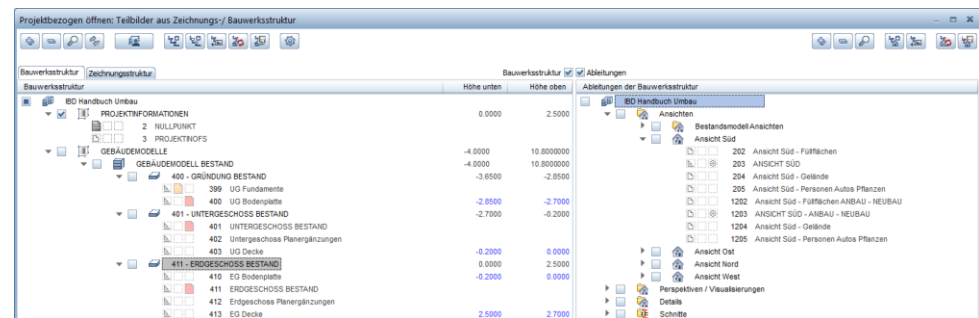 Projektbezogen öffnen: Teilbilder aus Zeichnungs-/ Bauwerksstruktur
Bauwerksstruktur Zeichnungsstruktur Bauwerksstruktur Ableitungen
Bauwerksstruktur Höhe unten Höhe oben Ableitungen der Bauwerksstruktur
IBD Handbuch Umbau
PROJEKTINFORMATIONEN 0.0000 2.5000
2 NULLPUNKT
3 PROJEKTINOFS
GEBÄUDEMODELLE -4.0000 10.8000000
GEBÄUDEMODELL BESTAND -4.0000 10.8000000
400 - GRÜNDUNG BESTAND -3.6500 -2.8500
399 UG Fundamente
400 UG Bodenplatte -2.8500 -2.7000
401 - UNTERGESCHOSS BESTAND -2.7000 -0.2000
401 UNTERGESCHOSS BESTAND
402 Untergeschoss Planergänzungen
403 UG Decke -0.2000 0.0000
411 - ERDGESCHOSS BESTAND 0.0000 2.5000
410 EG Bodenplatte -0.2000 0.0000
411 ERDGESCHOSS BESTAND
412 Erdgeschoss Planergänzungen
413 EG Decke 2.5000 2.7000
IBD Handbuch Umbau
Ansichten
Bestandsmodell Ansichten
Ansicht Süd
202 Ansicht Süd - Füllflächen
203 ANSICHT SÜD
204 Ansicht Süd - Gelände
205 Ansicht Süd - Personen Autos Pflanzen
1202 Ansicht Süd - Füllflächen ANBAU - NEUBAU
1203 ANSICHT SÜD - ANBAU - NEUBAU
1204 Ansicht Süd - Gelände
1205 Ansicht Süd - Personen Autos Pflanzen
Ansicht Ost
Ansicht Nord
Ansicht West
Perspektiven / Visualisierungen
Details
Schnitte